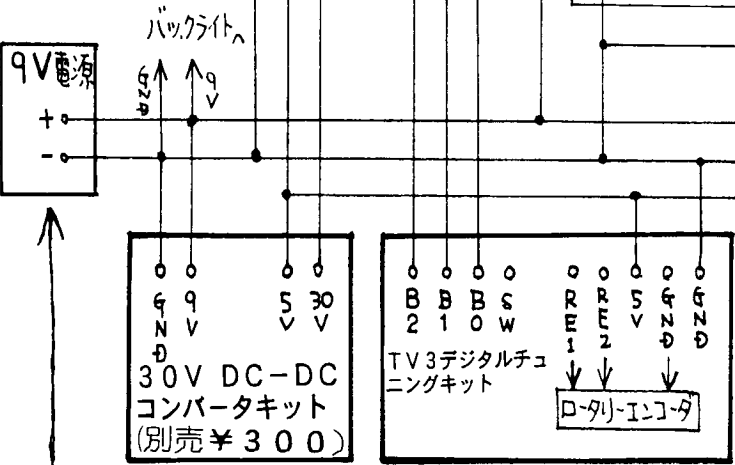 バックライトへ
9V電源
GND
9V
+
-
GND
9V
5V
30V
B2
B1
B0
SW
RE1
RE2
5V
GND
GND
30V DC-DC
コンバータキット
(別売¥300)
TV3デジタルチュ
ーニングキット
ロータリーエンコーダ